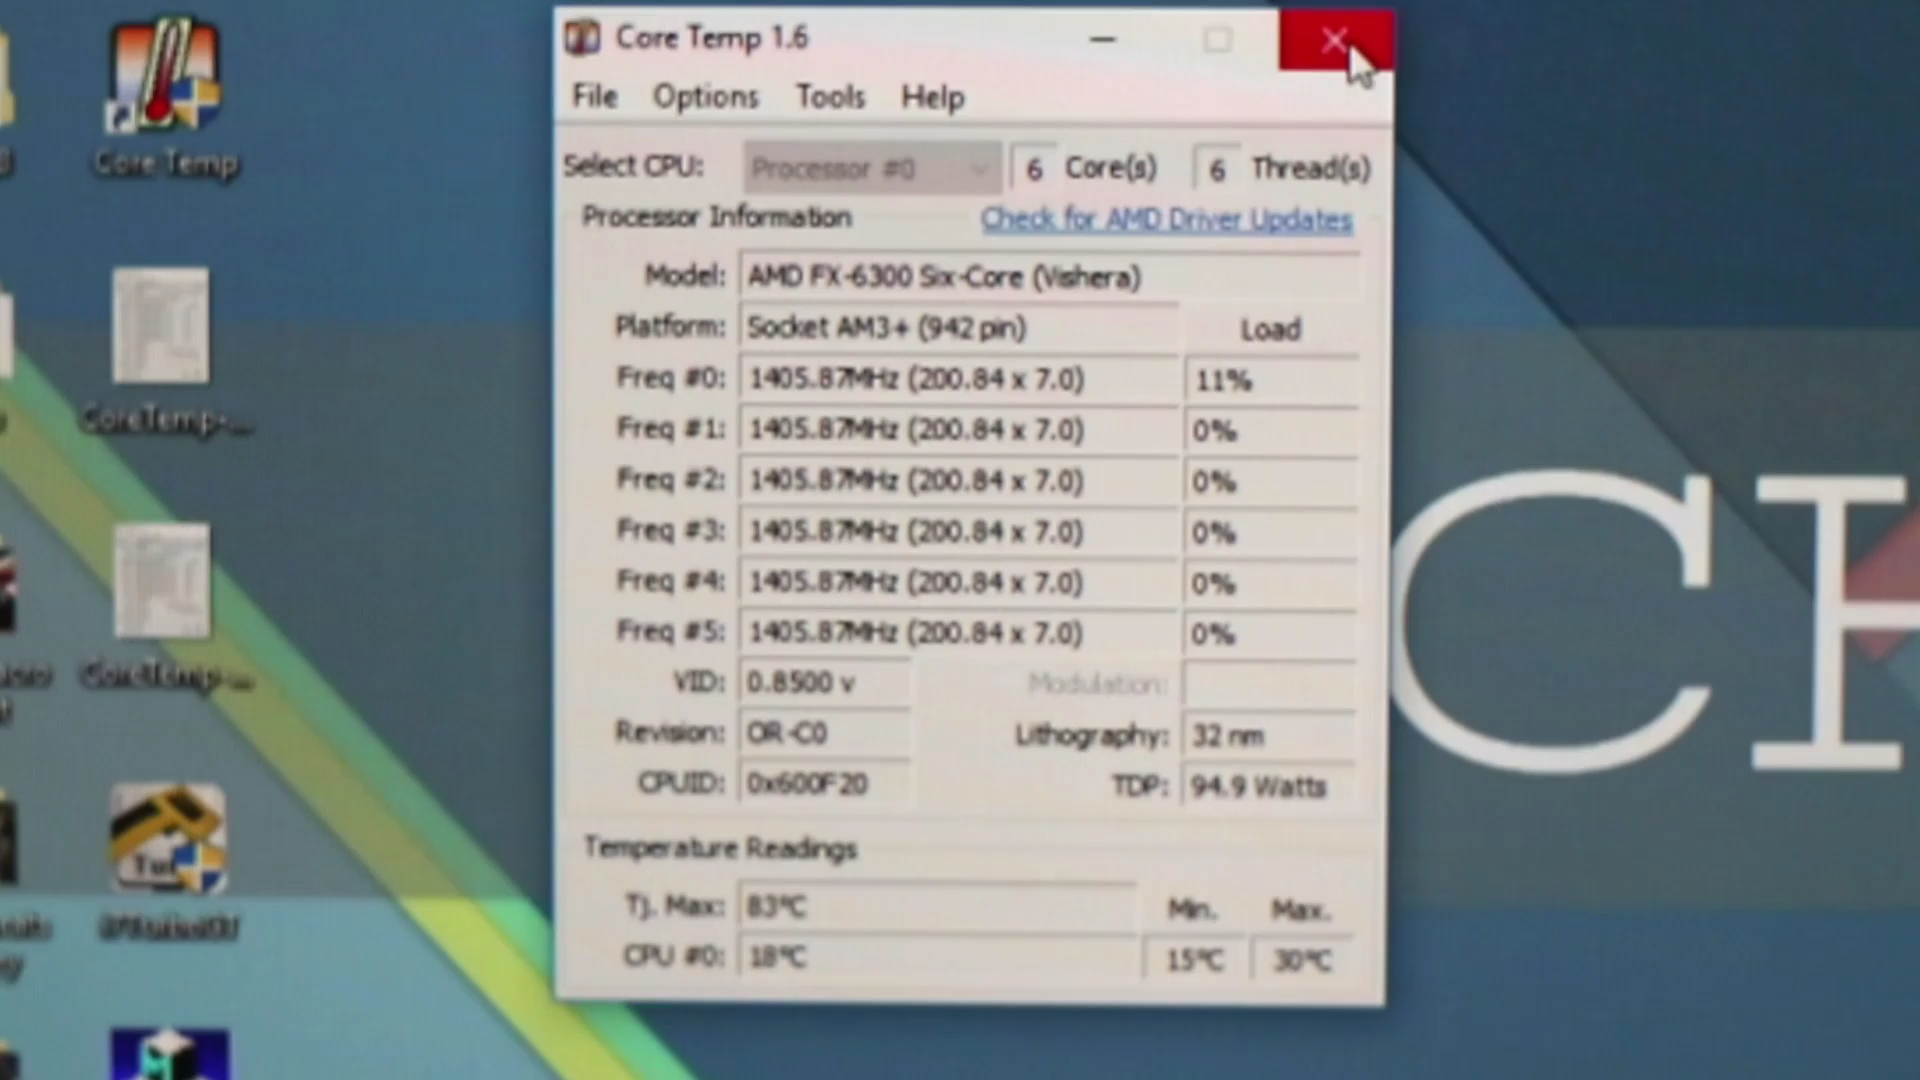 Core Temp 1.6
File Options Tools Help
Select CPU: Processor #0 6 Core(s) 6 Thread(s)
Processor Information Check for AMD Driver Updates
Model: AMD FX-6300 Six-Core (Vishera)
Platform: Socket AM3+ (942 pin) Load
Freq #0: 1405.87MHz (200.84 x 7.0) 11%
Freq #1: 1405.87MHz (200.84 x 7.0) 0%
Freq #2: 1405.87MHz (200.84 x 7.0) 0%
Freq #3: 1405.87MHz (200.84 x 7.0) 0%
Freq #4: 1405.87MHz (200.84 x 7.0) 0%
Freq #5: 1405.87MHz (200.84 x 7.0) 0%
VID: 0.8500 v Modulation:
Revision: OR-C0 Lithography: 32 nm
CPUID: 0x600F20 TDP: 94.9 Watts
Temperature Readings
Tj. Max: 83°C Min. Max.
CPU #0: 18°C 15°C 30°C
Core Temp
CoreTemp-...
CoreTemp-...
CH